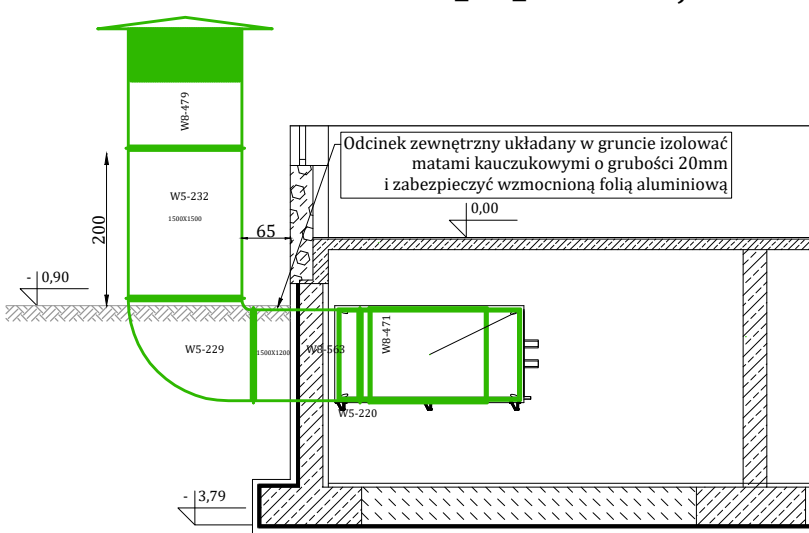 W8-479
Odcinek zewnętrzny układany w gruncie izolować
matami kauczukowymi o grubości 20mm
i zabezpieczyć wzmocnioną folią aluminiową
W5-232
1500X1500
200
65
0,00
- 0,90
W5-229
1500X1200
W8-563
W8-471
W5-220
- 3,79